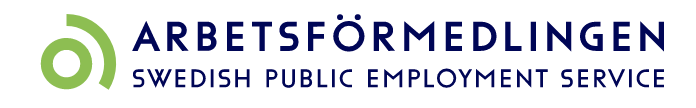 ARBETSFÖRMEDLINGEN
SWEDISH PUBLIC EMPLOYMENT SERVICE